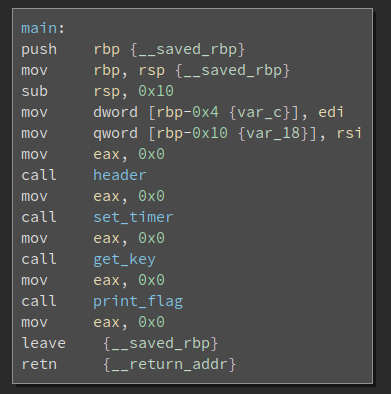 main:
push rbp {__saved_rbp}
mov rbp, rsp {__saved_rbp}
sub rsp, 0x10
mov dword [rbp-0x4 {var_c}], edi
mov qword [rbp-0x10 {var_18}], rsi
mov eax, 0x0
call header
mov eax, 0x0
call set_timer
mov eax, 0x0
call get_key
mov eax, 0x0
call print_flag
mov eax, 0x0
leave {__saved_rbp}
retn {__return_addr}